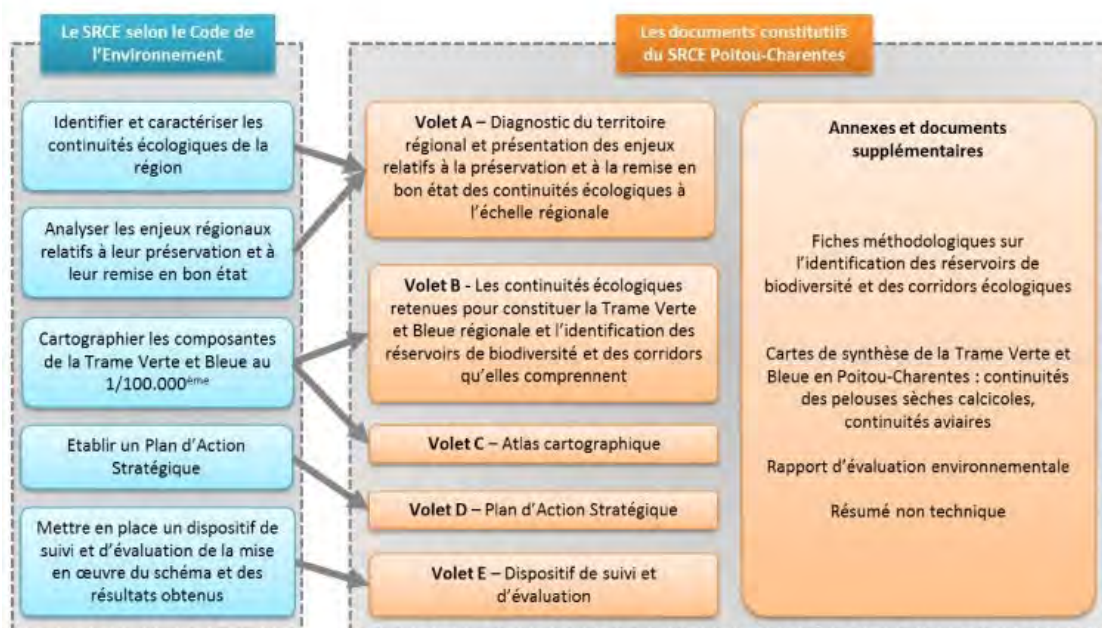 Le SRCE selon le Code de
l'Environnement
Identifier et caractériser les
continuités écologiques de la
région
Analyser les enjeux régionaux
relatifs à leur préservation et à
leur remise en bon état
Cartographier les composantes
de la Trame Verte et Bleue au
1/100.000ème
Etablir un Plan d'Action
Stratégique
Mettre en place un dispositif de
suivi et d'évaluation de la mise
en œuvre du schéma et des
résultats obtenus
Les documents constitutifs
du SRCE Poitou-Charentes
Volet A – Diagnostic du territoire
régional et présentation des enjeux
relatifs à la préservation et à la remise en
bon état des continuités écologiques à
l'échelle régionale
Volet B - Les continuités écologiques
retenues pour constituer la Trame Verte
et Bleue régionale et l'identification des
réservoirs de biodiversité et des corridors
qu'elles comprennent
Volet C – Atlas cartographique
Volet D – Plan d'Action Stratégique
Volet E – Dispositif de suivi et
d'évaluation
Annexes et documents
supplémentaires
Fiches méthodologiques sur
l'identification des réservoirs de
biodiversité et des corridors écologiques
Cartes de synthèse de la Trame Verte et
Bleue en Poitou-Charentes : continuités
des pelouses sèches calcicoles,
continuités aviaires
Rapport d'évaluation environnementale
Résumé non technique